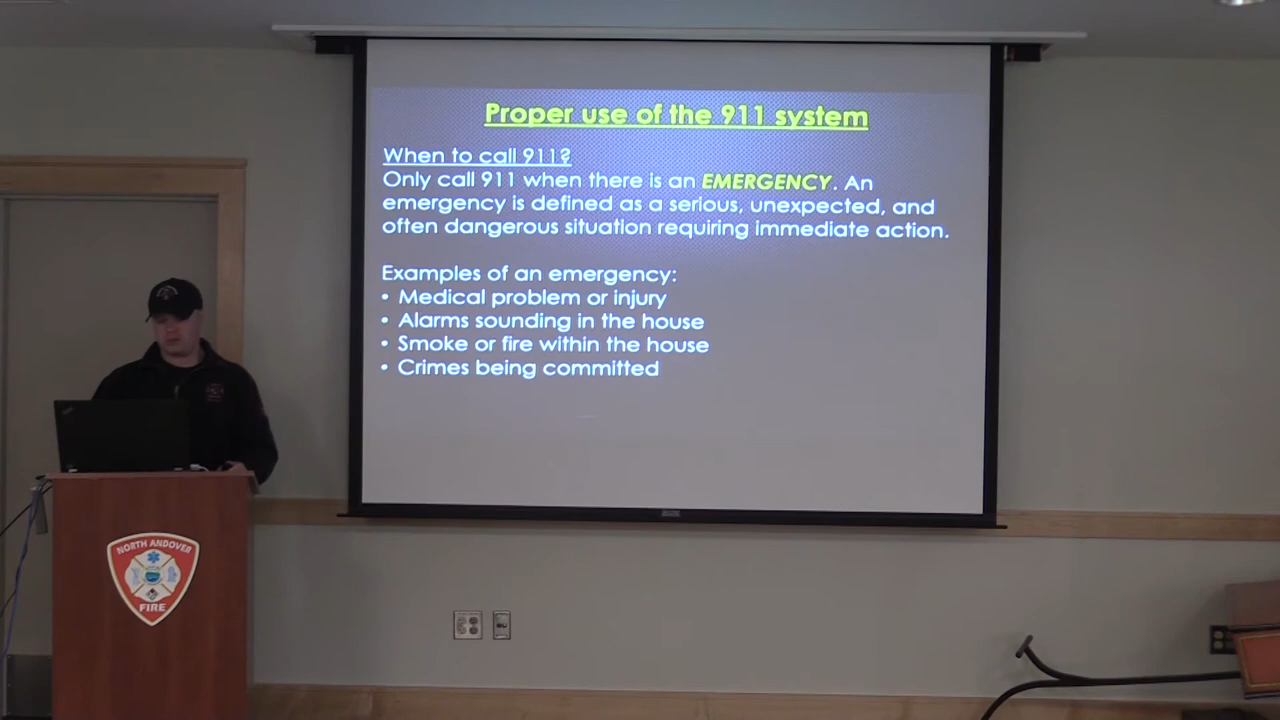 Proper use of the 911 system
When to call 911?
Only call 911 when there is an EMERGENCY. An
emergency is defined as a serious, unexpected, and
often dangerous situation requiring immediate action.
Examples of an emergency:
• Medical problem or injury
• Alarms sounding in the house
• Smoke or fire within the house
• Crimes being committed
NORTH ANDOVER
FIRE